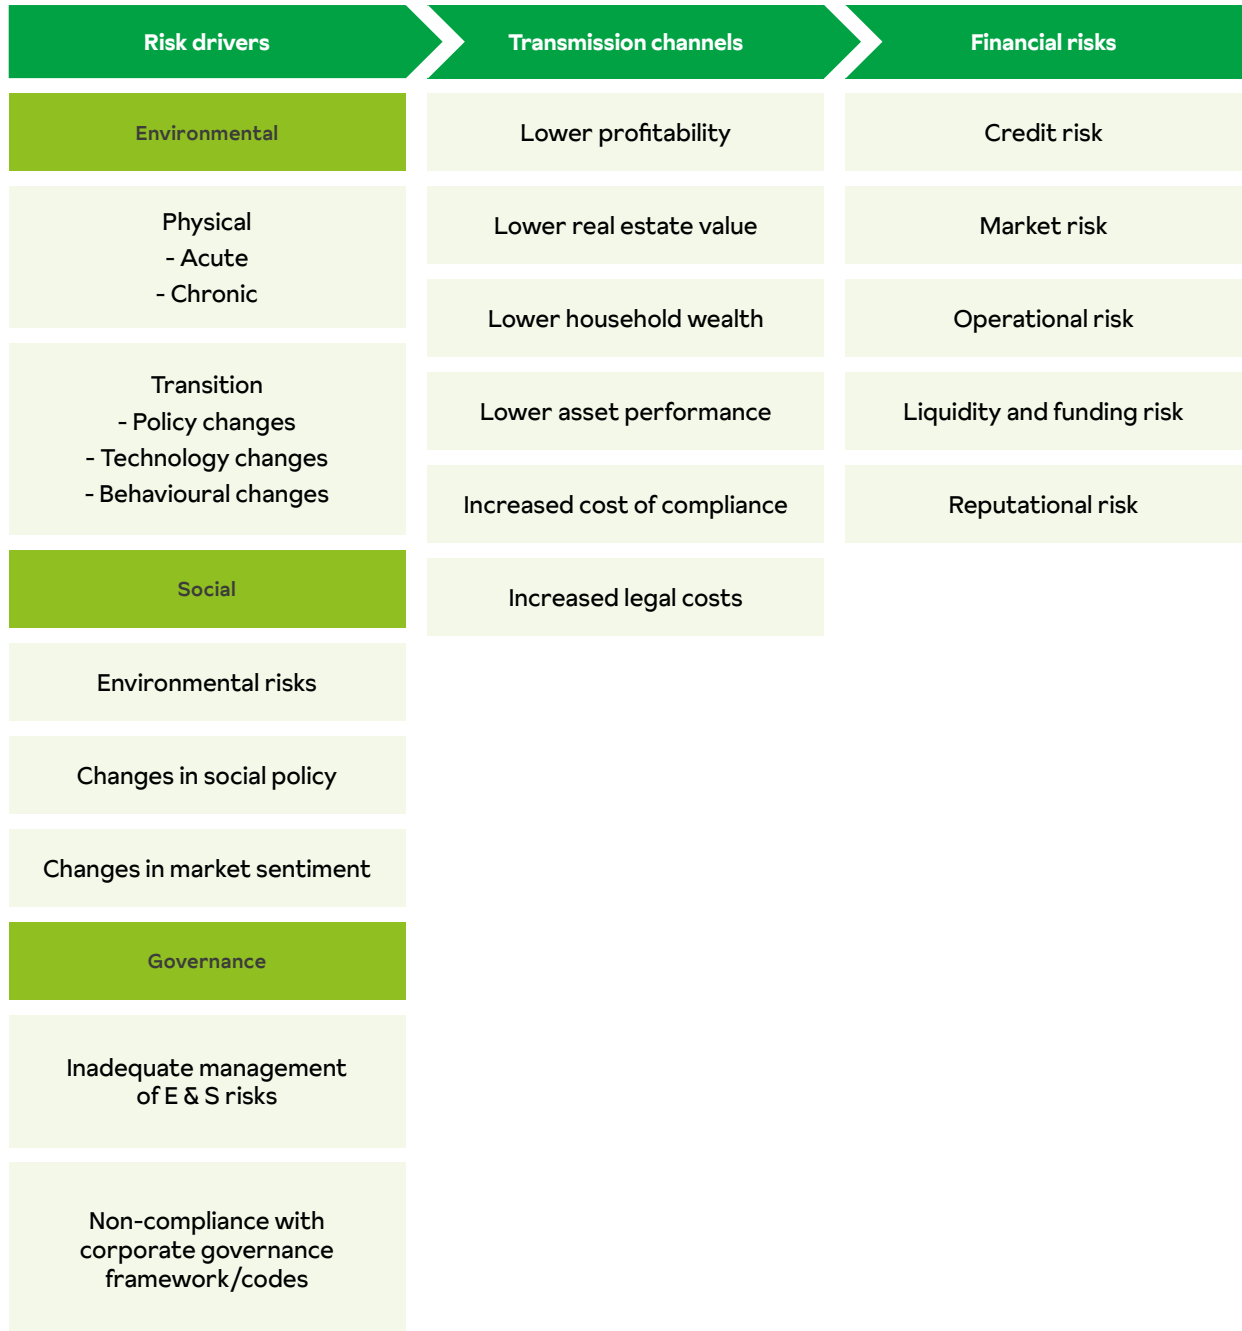 Risk drivers
Transmission channels
Financial risks
Environmental
Physical
- Acute
- Chronic
Transition
- Policy changes
- Technology changes
- Behavioural changes
Social
Environmental risks
Changes in social policy
Changes in market sentiment
Governance
Inadequate management
of E & S risks
Non-compliance with
corporate governance
framework/codes
Lower profitability
Lower real estate value
Lower household wealth
Lower asset performance
Increased cost of compliance
Increased legal costs
Credit risk
Market risk
Operational risk
Liquidity and funding risk
Reputational risk